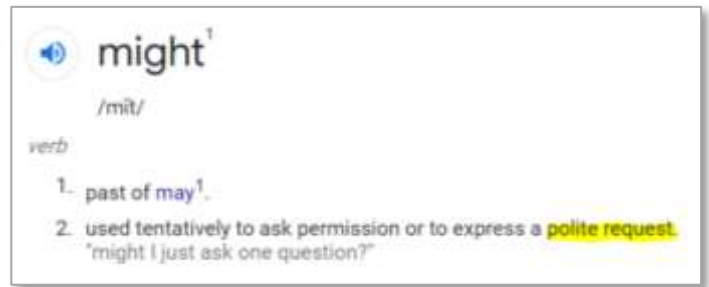 might¹
/mīt/
verb
1. past of may¹.
2. used tentatively to ask permission or to express a polite request.
"might I just ask one question?"